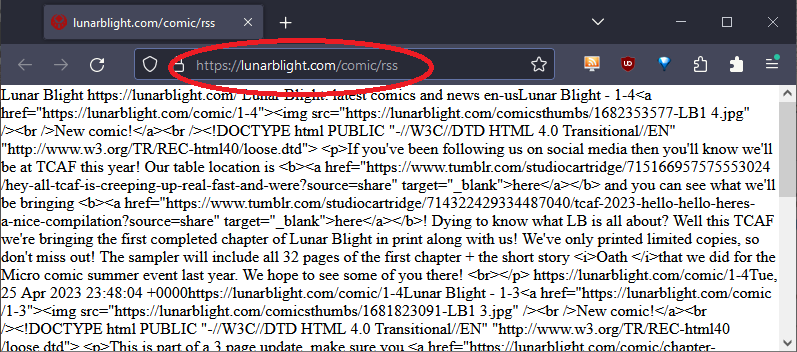 lunarblight.com/comic/rss
https://lunarblight.com/comic/rss
Lunar Blight https://lunarblight.com/ Lunar Blight: latest comics and news en-usLunar Blight - 1-4<a
href="https://lunarblight.com/comic/1-4"><img src="https://lunarblight.com/comicsthumbs/1682353577-LB1 4.jpg"
/><br />New comic!</a><br /><!DOCTYPE html PUBLIC "-//W3C//DTD HTML 4.0 Transitional//EN"
"http://www.w3.org/TR/REC-html40/loose.dtd"> <p>If you've been following us on social media then you'll know we'll
be at TCAF this year! Our table location is <b><a href="https://www.tumblr.com/studiocartridge/715166957575553024
/hey-all-tcaf-is-creeping-up-real-fast-and-were?source=share" target="_blank">here</a></b> and you can see what we'll
be bringing <b><a href="https://www.tumblr.com/studiocartridge/714322429334487040/tcaf-2023-hello-hello-heres-
a-nice-compilation?source=share" target="_blank">here</a></b>! Dying to know what LB is all about? Well this TCAF
we're bringing the first completed chapter of Lunar Blight in print along with us! We've only printed limited copies, so
don't miss out! The sampler will include all 32 pages of the first chapter + the short story <i>Oath </i>that we did for the
Micro comic summer event last year. We hope to see some of you there! <br></p> https://lunarblight.com/comic/1-4Tue,
25 Apr 2023 23:48:04 +0000https://lunarblight.com/comic/1-4Lunar Blight - 1-3<a href="https://lunarblight.com/comic
/1-3"><img src="https://lunarblight.com/comicsthumbs/1681823091-LB1 3.jpg" /><br />New comic!</a><br
/><!DOCTYPE html PUBLIC "-//W3C//DTD HTML 4.0 Transitional//EN" "http://www.w3.org/TR/REC-html40
/loose.dtd"> <p>This is part of a 3 page update, make sure you <a href="https://lunarblight.com/comic/chapter-